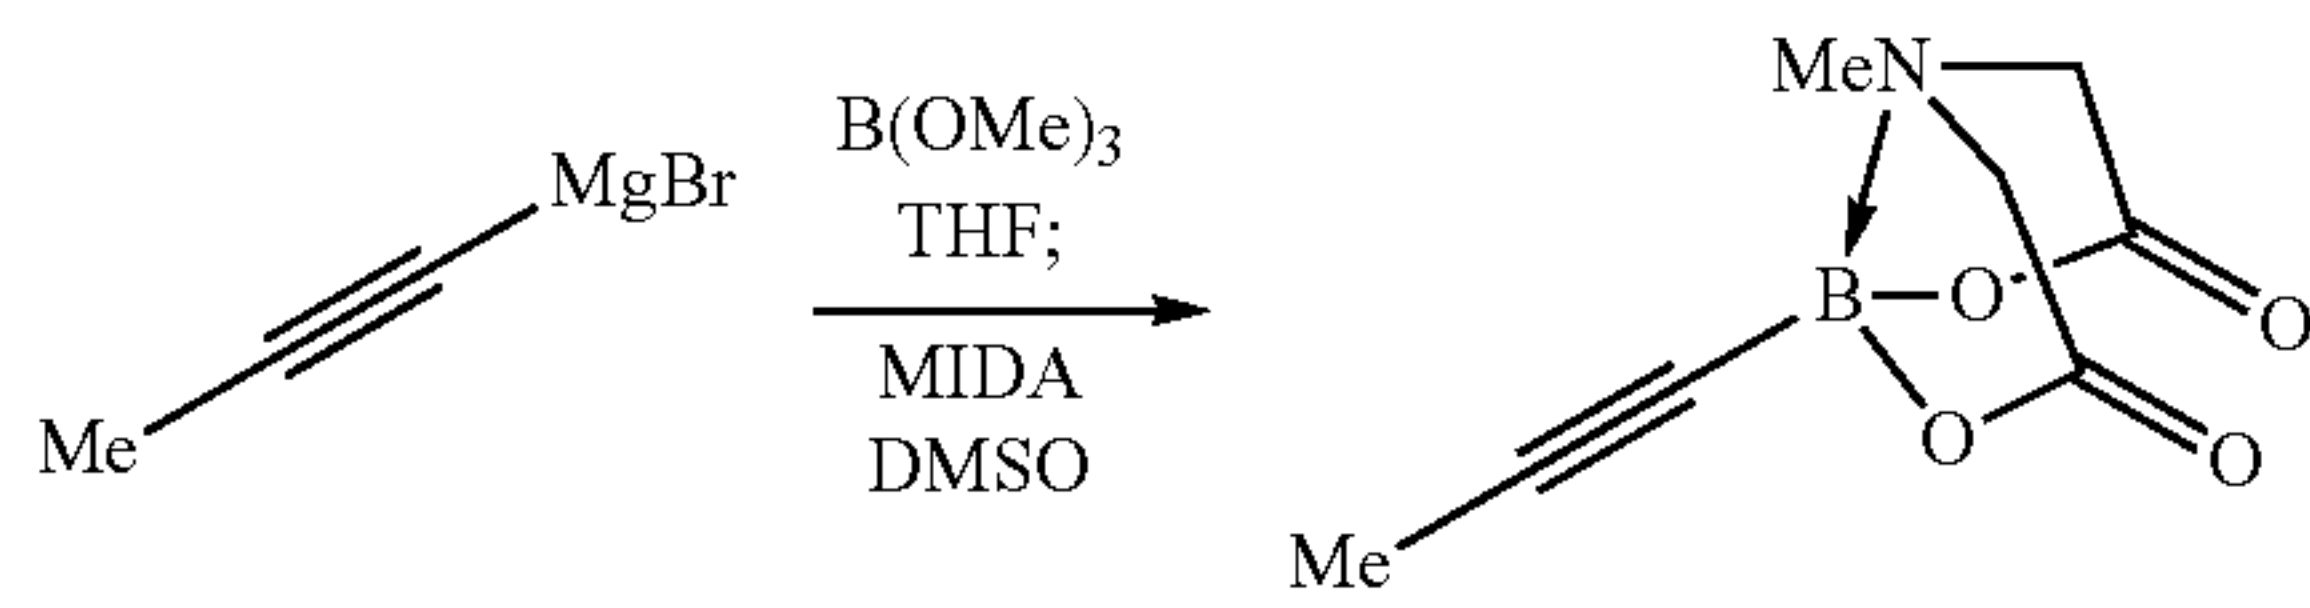 Me
MgBr
B(OMe)3
THF;
MIDA
DMSO
MeN
B
O
O
O
O
Me